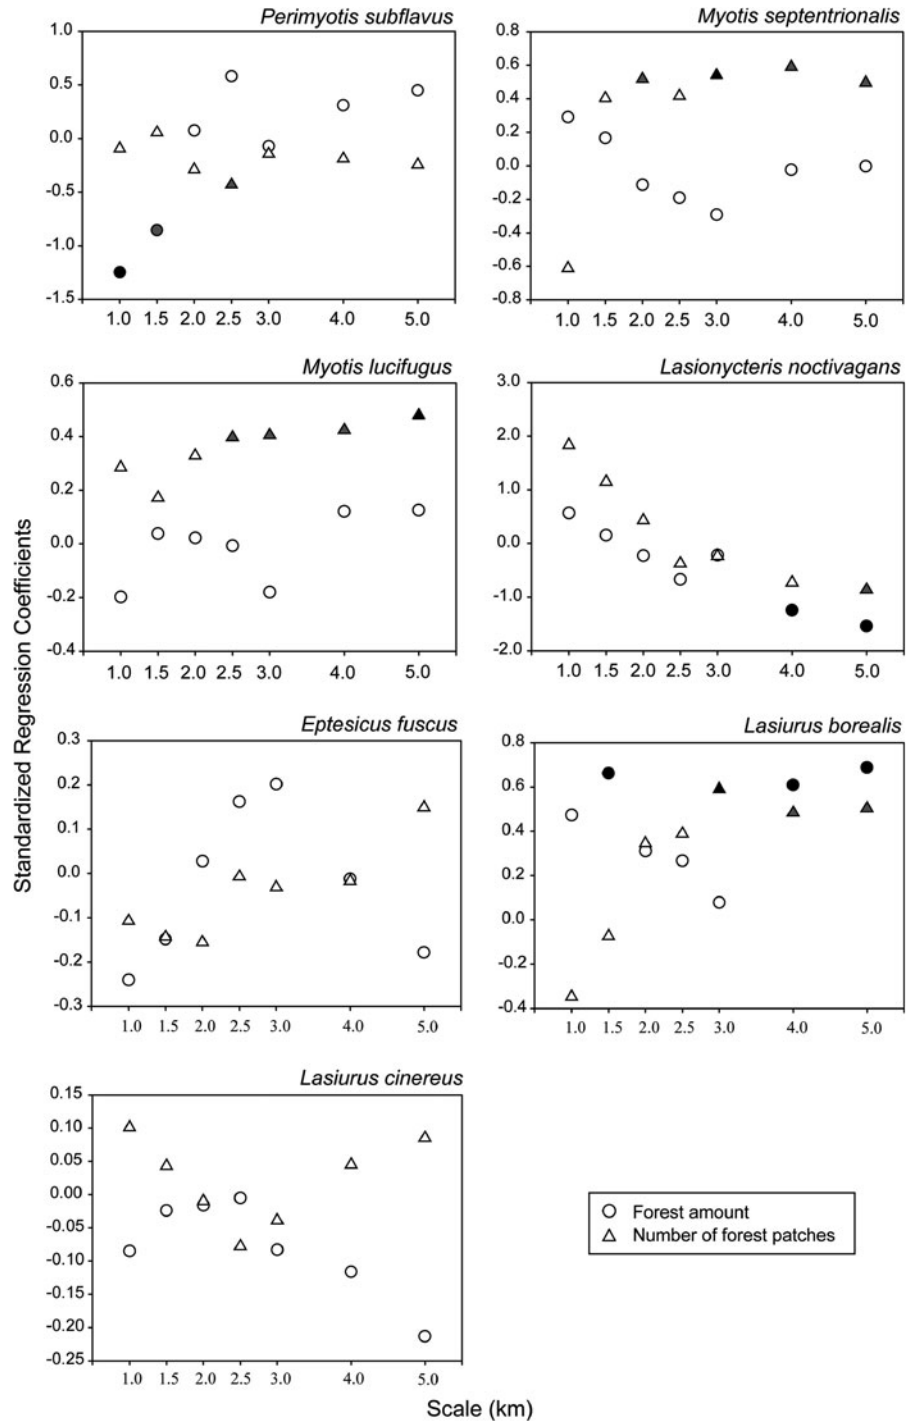 Perimyotis subflavus
1.0
0.5
0.0
-0.5
-1.0
-1.5
1.0 1.5 2.0 2.5 3.0 4.0 5.0
Myotis septentrionalis
0.8
0.6
0.4
0.2
0.0
-0.2
-0.4
-0.6
-0.8
1.0 1.5 2.0 2.5 3.0 4.0 5.0
Myotis lucifugus
0.6
0.4
0.2
0.0
-0.2
-0.4
1.0 1.5 2.0 2.5 3.0 4.0 5.0
Lasionycteris noctivagans
3.0
2.0
1.0
0.0
-1.0
-2.0
1.0 1.5 2.0 2.5 3.0 4.0 5.0
Standardized Regression Coefficients
Eptesicus fuscus
0.3
0.2
0.1
0.0
-0.1
-0.2
-0.3
1.0 1.5 2.0 2.5 3.0 4.0 5.0
Lasiurus borealis
0.8
0.6
0.4
0.2
0.0
-0.2
-0.4
1.0 1.5 2.0 2.5 3.0 4.0 5.0
Lasiurus cinereus
0.15
0.10
0.05
0.00
-0.05
-0.10
-0.15
-0.20
-0.25
1.0 1.5 2.0 2.5 3.0 4.0 5.0
Forest amount
Number of forest patches
Scale (km)